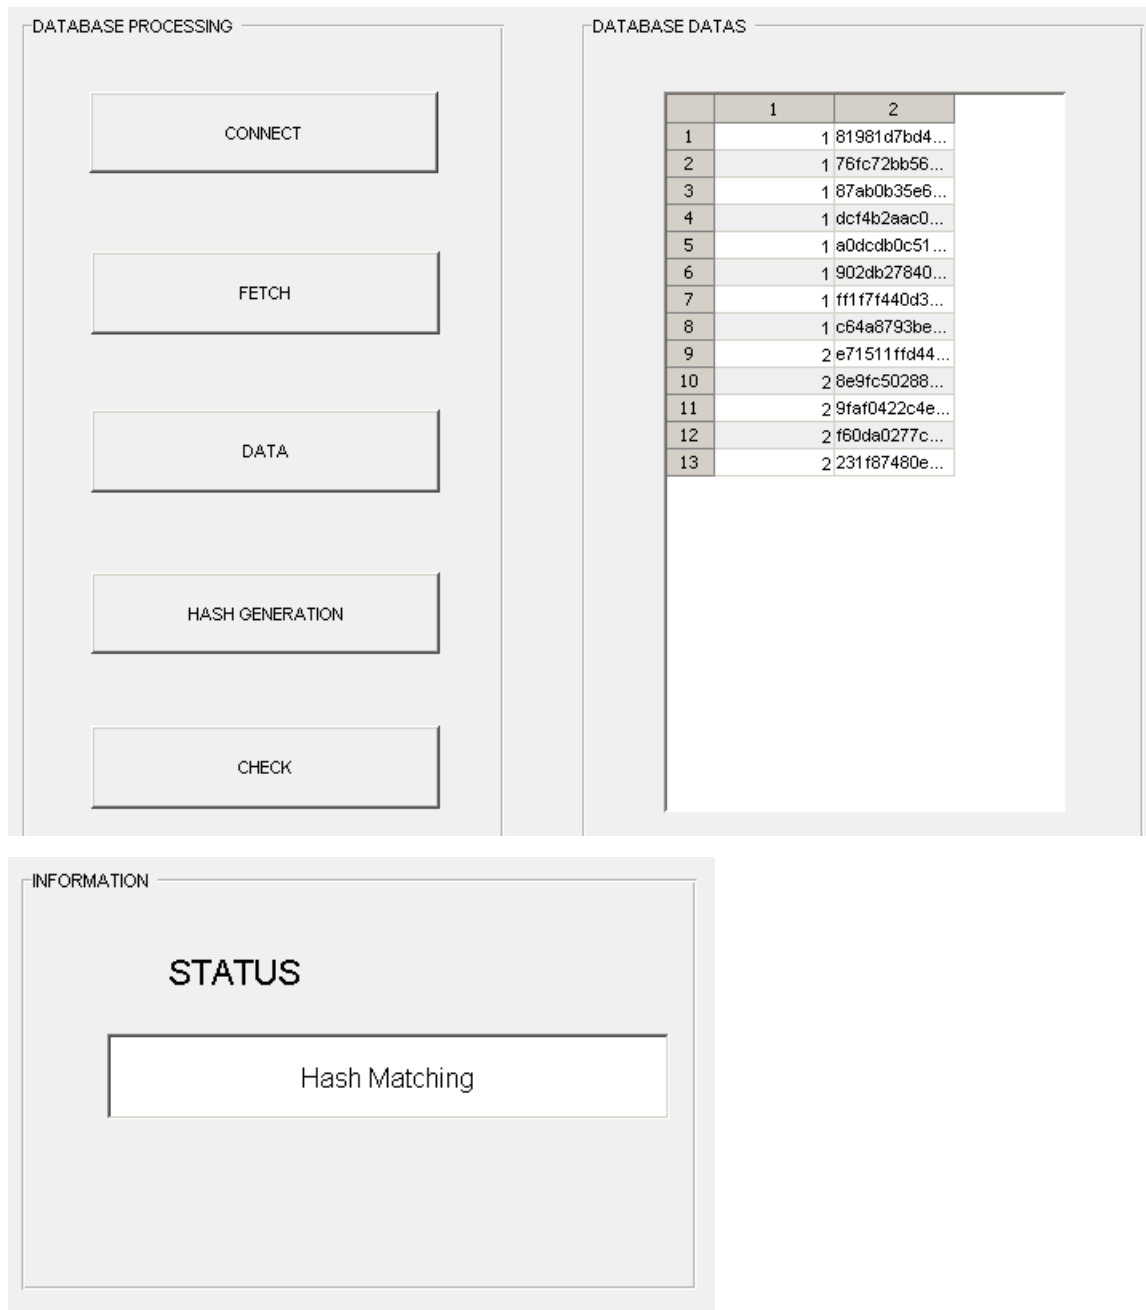 DATABASE PROCESSING
CONNECT
FETCH
DATA
HASH GENERATION
CHECK
DATABASE DATAS
1 2
1 1 81981d7bd4...
2 1 76fc72bb56...
3 1 87ab0b35e6...
4 1 dcf4b2aac0...
5 1 a0dcdb0c51...
6 1 902db27840...
7 1 ff1f7f440d3...
8 1 c64a8793be...
9 2 e71511ffd44...
10 2 8e9fc50288...
11 2 9faf0422c4e...
12 2 f60da0277c...
13 2 231f87480e...
INFORMATION
STATUS
Hash Matching